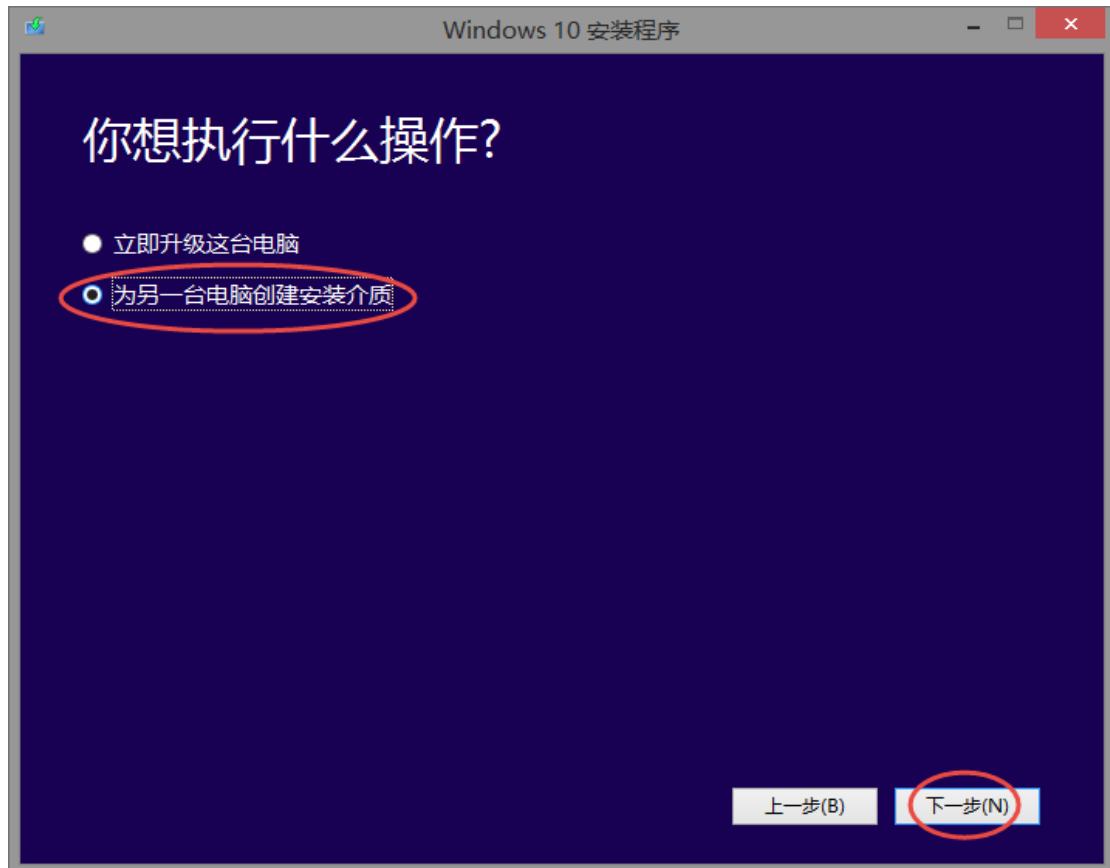 Windows 10 安装程序
你想执行什么操作?
立即升级这台电脑
为另一台电脑创建安装介质
上一步(B)
下一步(N)